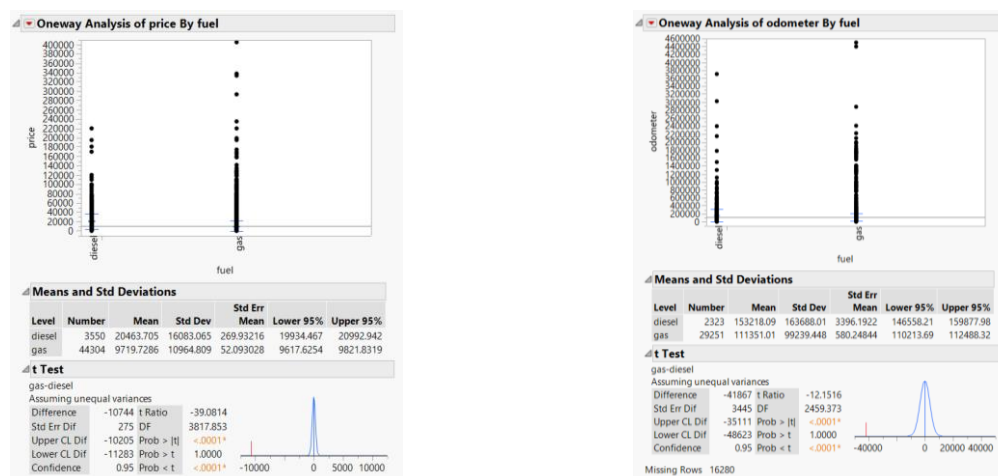 Oneway Analysis of price By fuel
400000
380000
360000
340000
320000
300000
280000
260000
240000
220000
200000
180000
160000
140000
120000
100000
80000
60000
40000
20000
0
price
diesel
gas
fuel
Means and Std Deviations
Level Number Mean Std Dev Std Err Mean Lower 95% Upper 95%
diesel 3550 20463.705 16083.065 269.93216 19934.467 20992.942
gas 44304 9719.7286 10964.809 52.093028 9617.6254 9821.8319
t Test
gas-diesel
Assuming unequal variances
Difference -10744 t Ratio -39.0814
Std Err Dif 275 DF 3817.853
Upper CL Dif -10205 Prob > |t| <.0001*
Lower CL Dif -11283 Prob > t 1.0000
Confidence 0.95 Prob < t <.0001*
-10000 -5000 0 5000 10000
Oneway Analysis of odometer By fuel
4600000
4400000
4200000
4000000
3800000
3600000
3400000
3200000
3000000
2800000
2600000
2400000
2200000
2000000
1800000
1600000
1400000
1200000
1000000
800000
600000
400000
200000
0
odometer
diesel
gas
fuel
Means and Std Deviations
Level Number Mean Std Dev Std Err Mean Lower 95% Upper 95%
diesel 2323 153218.09 163688.01 3396.1922 146558.21 159877.98
gas 29251 111351.01 99239.448 580.24844 110213.69 112488.32
t Test
gas-diesel
Assuming unequal variances
Difference -41867 t Ratio -12.1516
Std Err Dif 3445 DF 2459.373
Upper CL Dif -35111 Prob > |t| <.0001*
Lower CL Dif -48623 Prob > t 1.0000
Confidence 0.95 Prob < t <.0001*
-40000 -20000 0 20000 40000
Missing Rows 16280